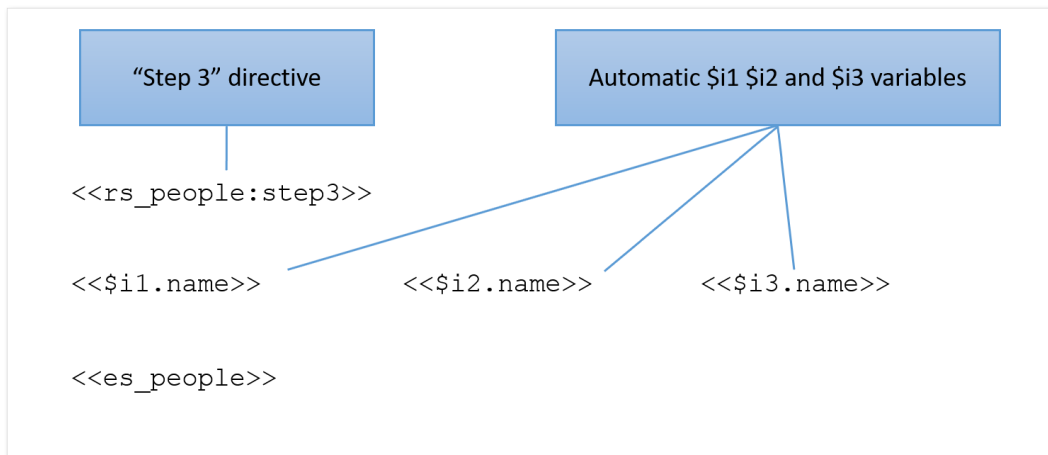 “Step 3” directive
Automatic $i1 $i2 and $i3 variables
<<rs_people:step3>>
<<$i1.name>> <<$i2.name>> <<$i3.name>>
<<es_people>>